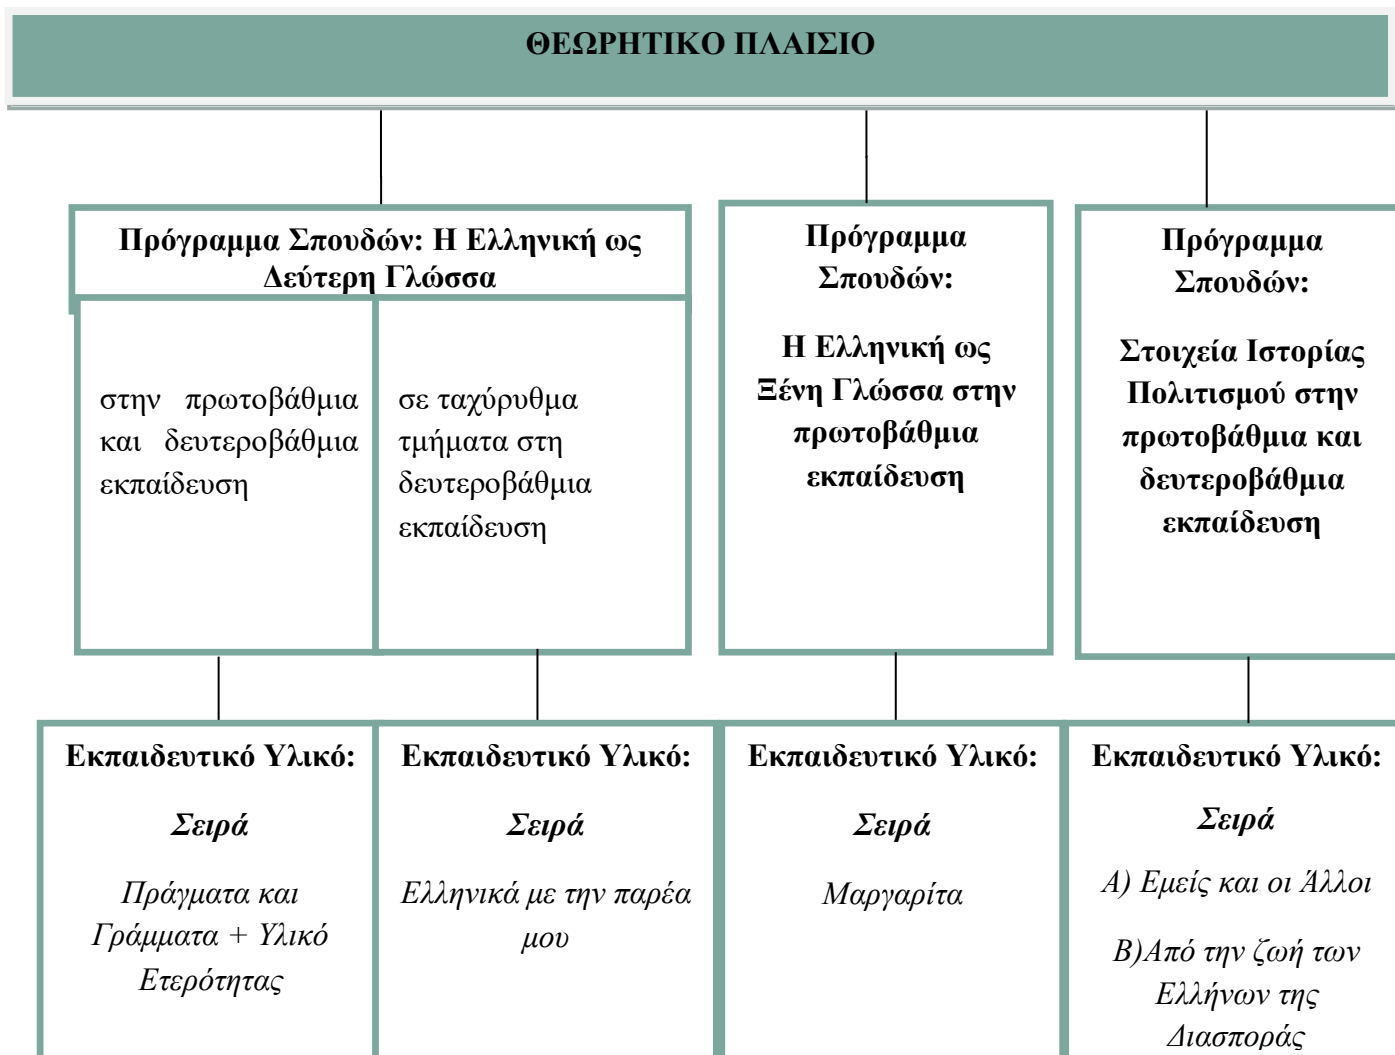 ΘΕΩΡΗΤΙΚΟ ΠΛΑΙΣΙΟ
Πρόγραμμα Σπουδών: Η Ελληνική ως
Δεύτερη Γλώσσα
στην πρωτοβάθμια
και δευτεροβάθμια
εκπαίδευση
σε ταχύρυθμα
τμήματα στη
δευτεροβάθμια
εκπαίδευση
Πρόγραμμα
Σπουδών:
Η Ελληνική ως
Ξένη Γλώσσα στην
πρωτοβάθμια
εκπαίδευση
Πρόγραμμα
Σπουδών:
Στοιχεία Ιστορίας
Πολιτισμού στην
πρωτοβάθμια και
δευτεροβάθμια
εκπαίδευση
Εκπαιδευτικό Υλικό:
Σειρά
Πράγματα και
Γράμματα + Υλικό
Ετερότητας
Εκπαιδευτικό Υλικό:
Σειρά
Ελληνικά με την παρέα
μου
Εκπαιδευτικό Υλικό:
Σειρά
Μαργαρίτα
Εκπαιδευτικό Υλικό:
Σειρά
Α) Εμείς και οι Άλλοι
Β)Από την ζωή των
Ελλήνων της
Διασποράς